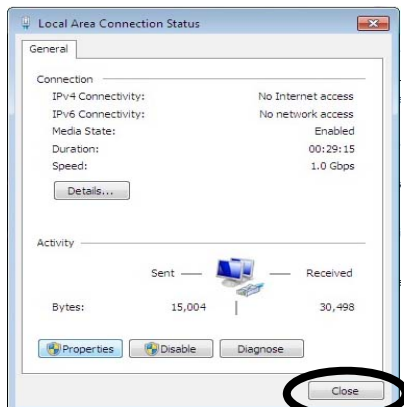 Local Area Connection Status
General
Connection
IPv4 Connectivity: No Internet access
IPv6 Connectivity: No network access
Media State: Enabled
Duration: 00:29:15
Speed: 1.0 Gbps
Details...
Activity
Sent Received
Bytes: 15,004 30,498
Properties Disable Diagnose
Close